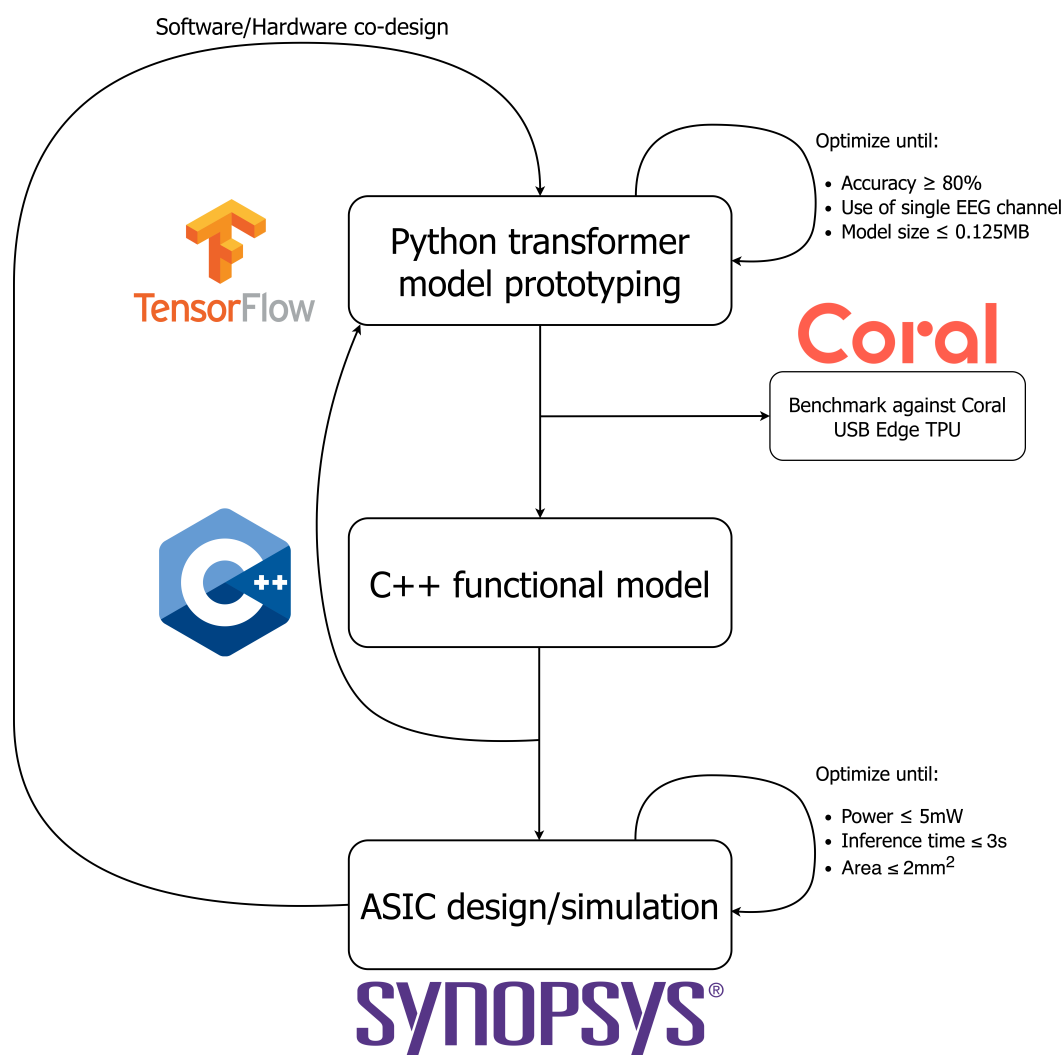 Software/Hardware co-design
Optimize until:
• Accuracy ≥ 80%
• Use of single EEG channel
• Model size ≤ 0.125MB
Python transformer
model prototyping
TensorFlow
Coral
Benchmark against Coral
USB Edge TPU
C++
C++ functional model
Optimize until:
• Power ≤ 5mW
• Inference time ≤ 3s
• Area ≤ 2mm²
ASIC design/simulation
SYNOPSYS®